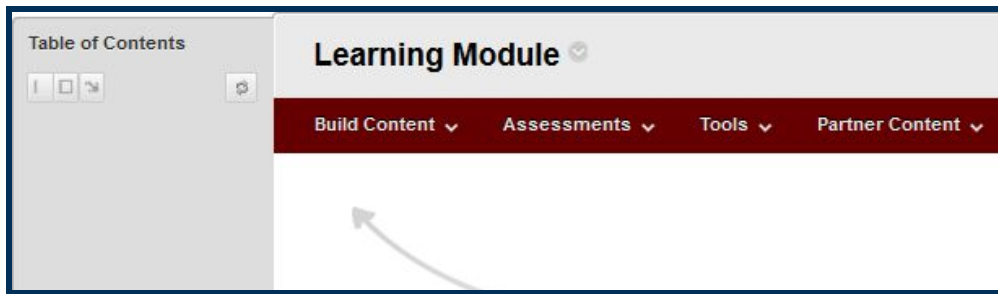 Table of Contents
Learning Module
Build Content Assessments Tools Partner Content